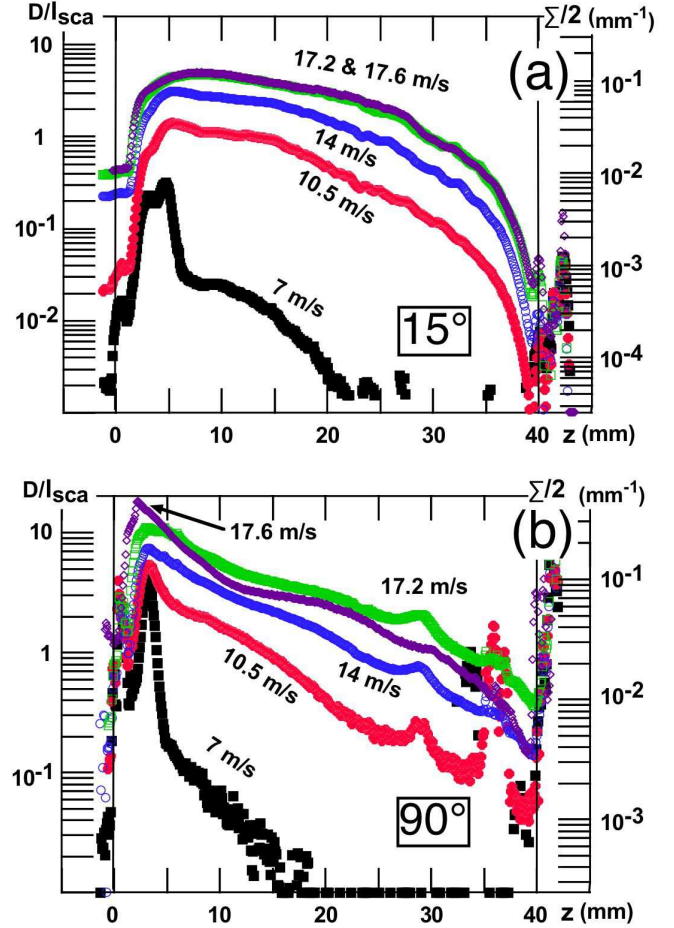 D/Isca Σ/2 (mm-1)
10
17.2 & 17.6 m/s
(a)
10-1
1
14 m/s
10-2
10.5 m/s
10-1
10-3
7 m/s
10-2
15°
10-4
0 10 20 30 40 z (mm)
D/Isca Σ/2 (mm-1)
10
17.6 m/s
(b)
17.2 m/s
10-1
1
10.5 m/s
14 m/s
10-2
7 m/s
10-1
90°
10-3
0 10 20 30 40 z (mm)